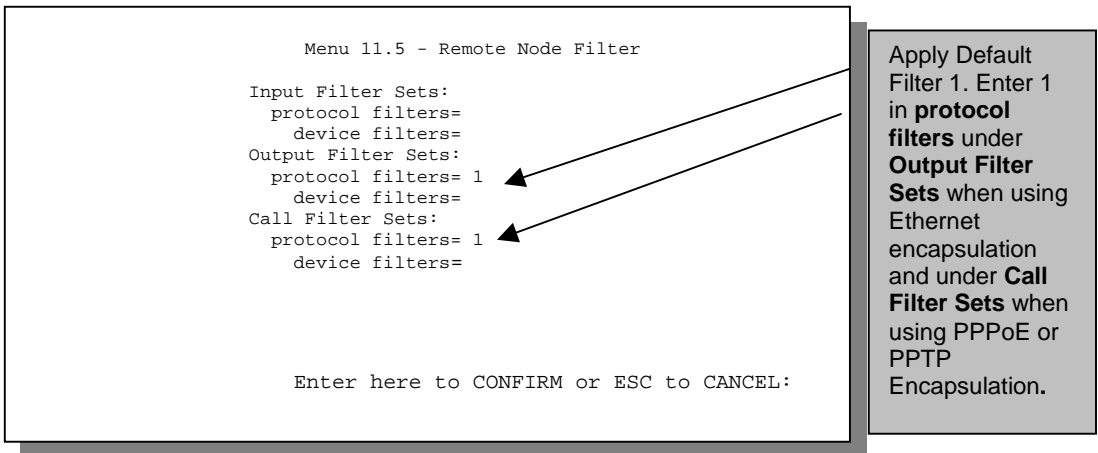 Menu 11.5 - Remote Node Filter
Input Filter Sets:
protocol filters=
device filters=
Output Filter Sets:
protocol filters= 1
device filters=
Call Filter Sets:
protocol filters= 1
device filters=
Enter here to CONFIRM or ESC to CANCEL:
Apply Default
Filter 1. Enter 1
in protocol
filters under
Output Filter
Sets when using
Ethernet
encapsulation
and under Call
Filter Sets when
using PPPoE or
PPTP
Encapsulation.